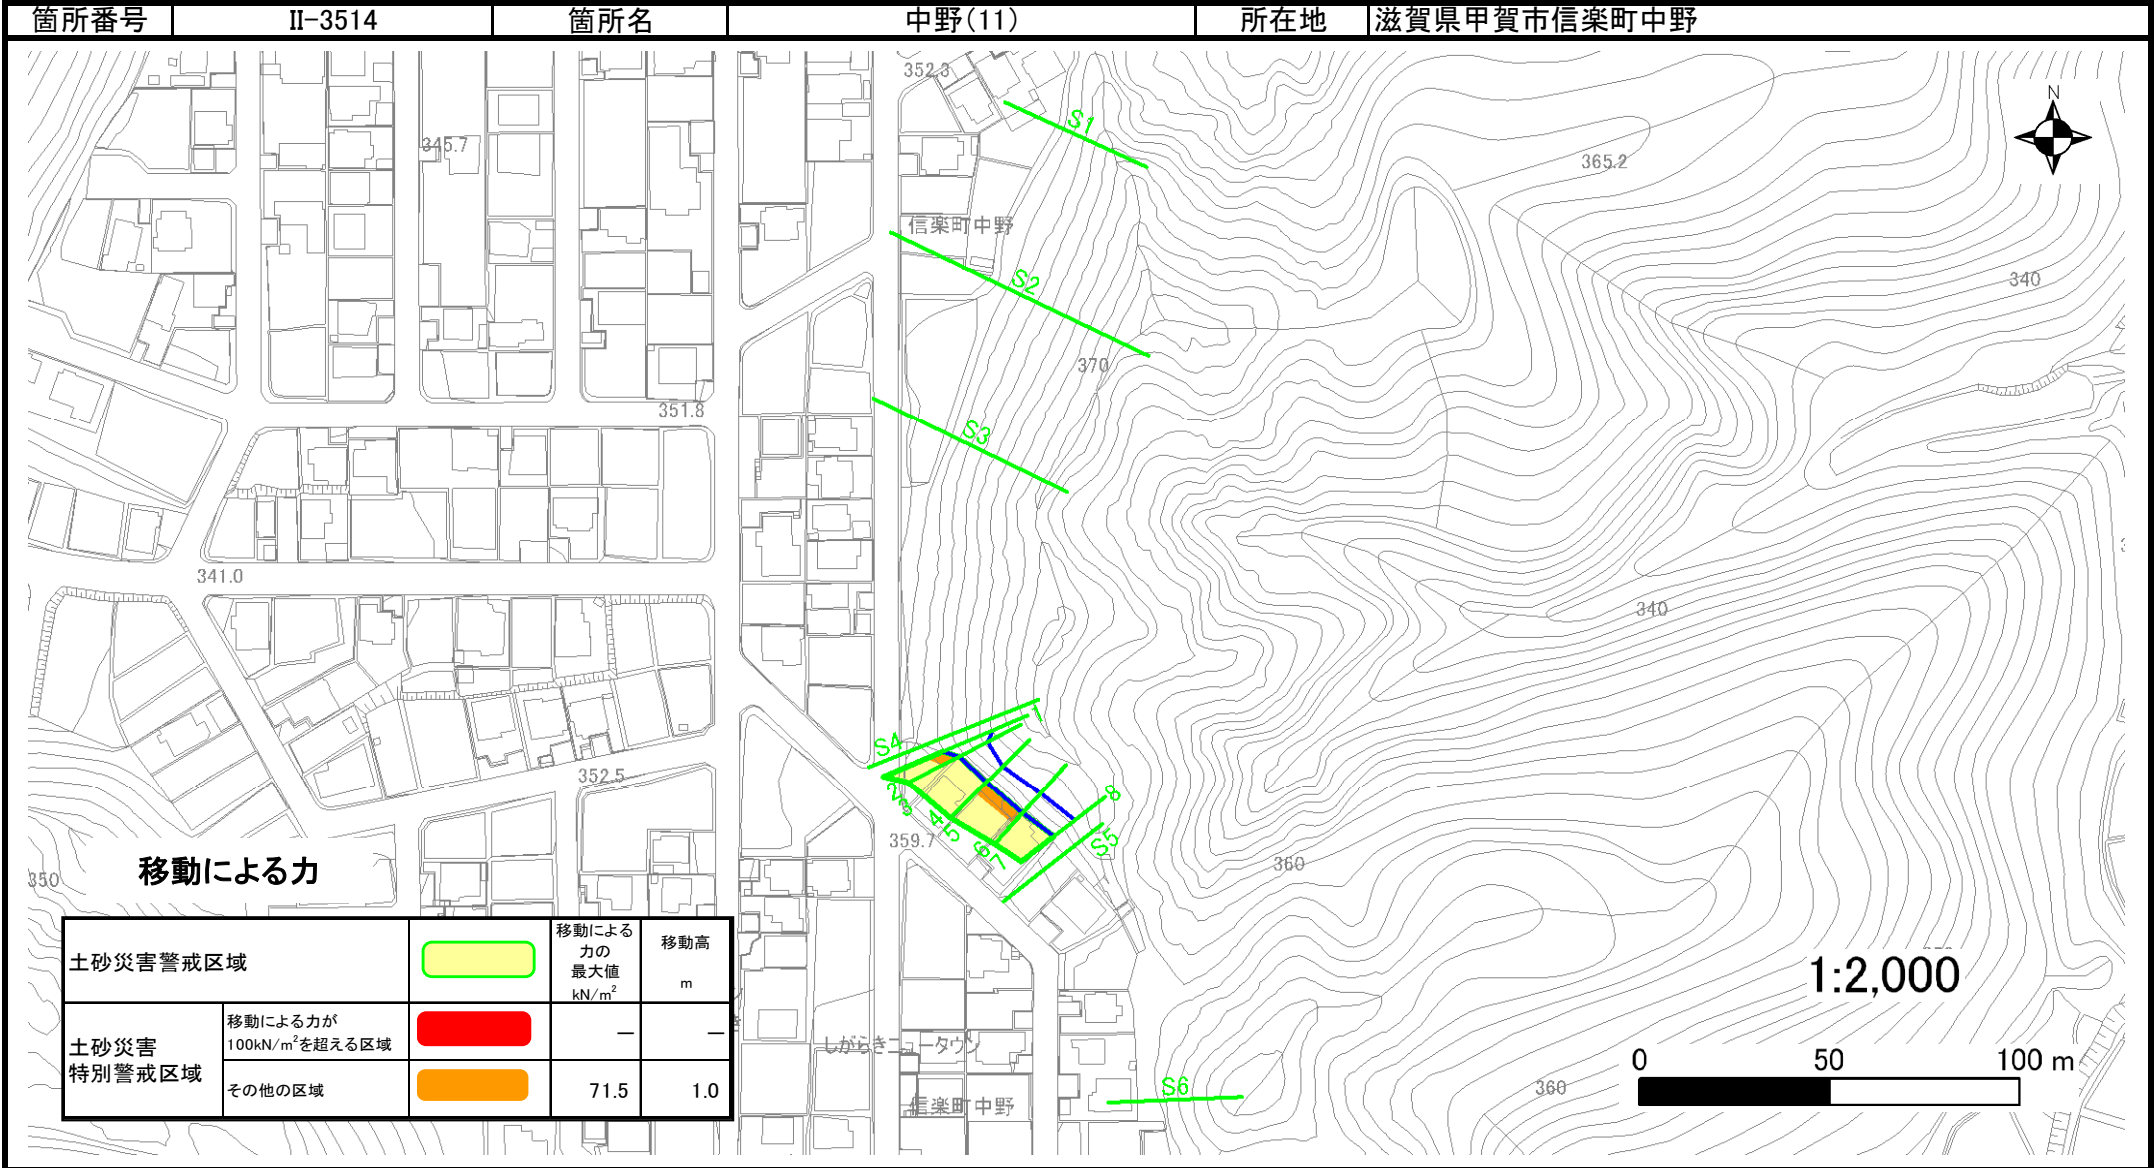 箇所番号 II-3514 箇所名 中野(11) 所在地 滋賀県甲賀市信楽町中野
352.3
N
S1
345.7
365.2
信楽町中野
S2
340
370
351.8
S3
341.0
340
1
S4
352.5
2
3
4
5
6
7
8
S5
359.7
360
350
移動による力
土砂災害警戒区域
移動による
力の
最大値
kN/m²
移動高
m
土砂災害
特別警戒区域
移動による力が
100kN/m²を超える区域
— —
その他の区域 71.5 1.0
しがらきニュータウン
信楽町中野
S6
360
1:2,000
0 50 100 m